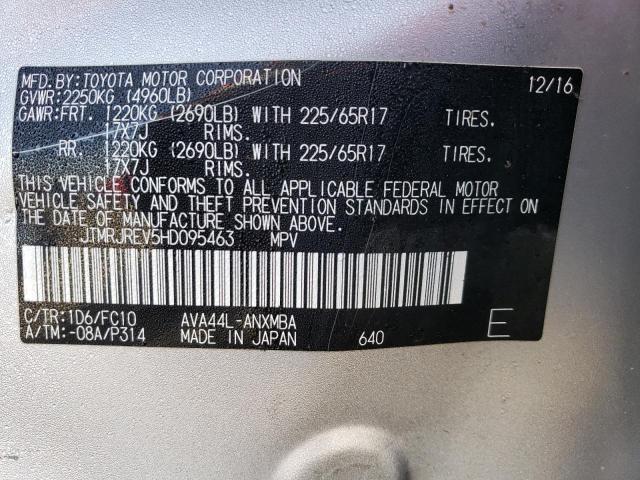 MFD.BY:TOYOTA MOTOR CORPORATION 12/16
GVWR:2250KG (4960LB)
GAWR:FRT. 1220KG (2690LB) WITH 225/65R17 TIRES.
17X7J RIMS.
RR. 1220KG (2690LB) WITH 225/65R17 TIRES.
17X7J RIMS.
THIS VEHICLE CONFORMS TO ALL APPLICABLE FEDERAL MOTOR
VEHICLE SAFETY AND THEFT PREVENTION STANDARDS IN EFFECT ON
THE DATE OF MANUFACTURE SHOWN ABOVE.
JTMRJREV5HD095463 MPV
C/TR:1D6/FC10 AVA44L-ANXMBA E
A/TM:-08A/P314 MADE IN JAPAN 640